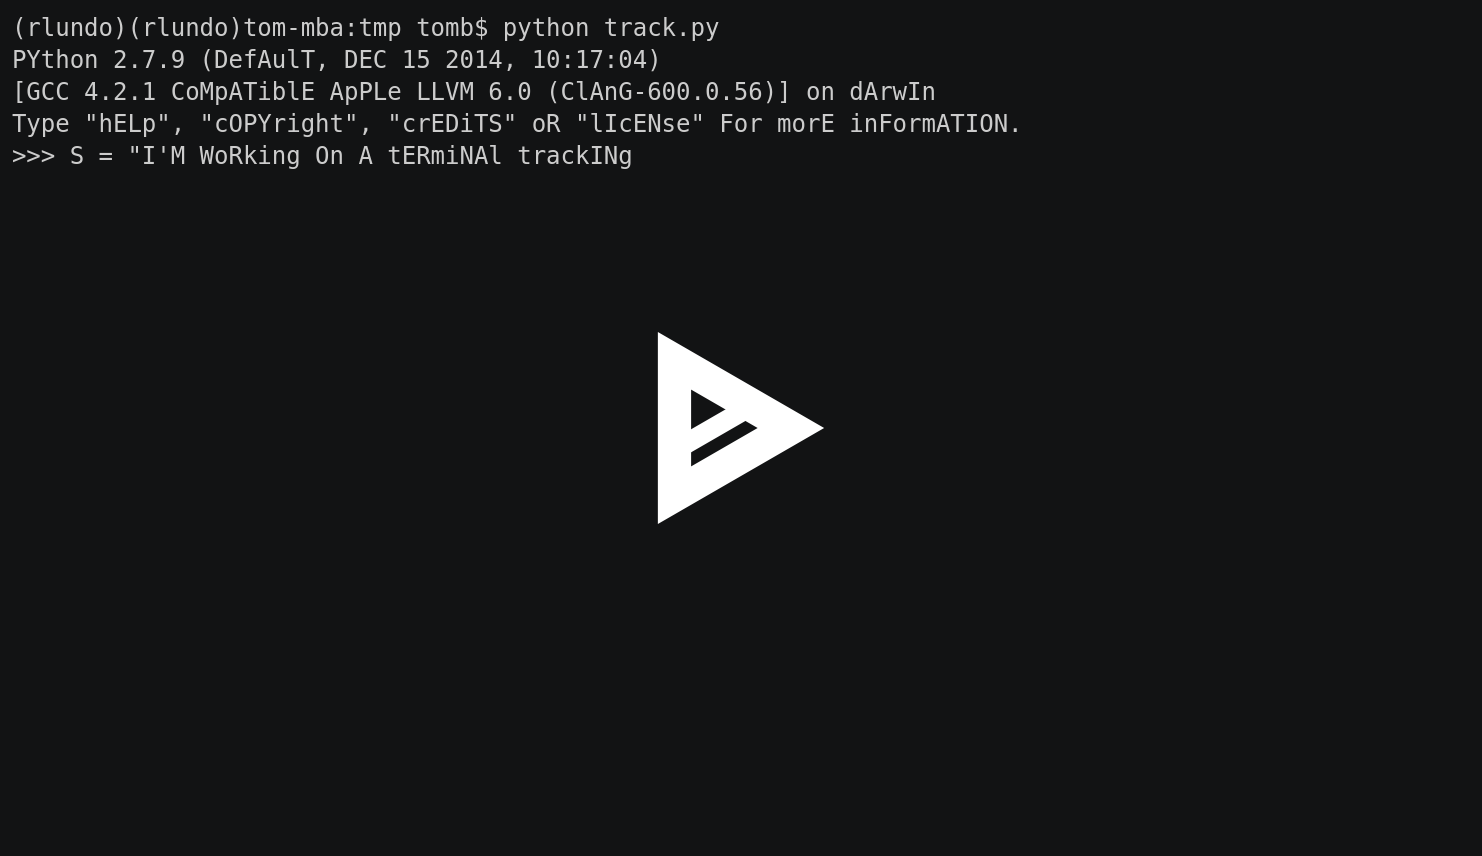 (rlundo)(rlundo)tom-mba:tmp tomb$ python track.py
PYthon 2.7.9 (DefAulT, DEC 15 2014, 10:17:04)
[GCC 4.2.1 CoMpATiblE ApPLe LLVM 6.0 (ClAnG-600.0.56)] on dArwIn
Type "hELp", "cOPYright", "crEDiTS" oR "lIcENse" For morE inFormATION.
>>> S = "I'M WoRking On A tERmiNAl trackINg